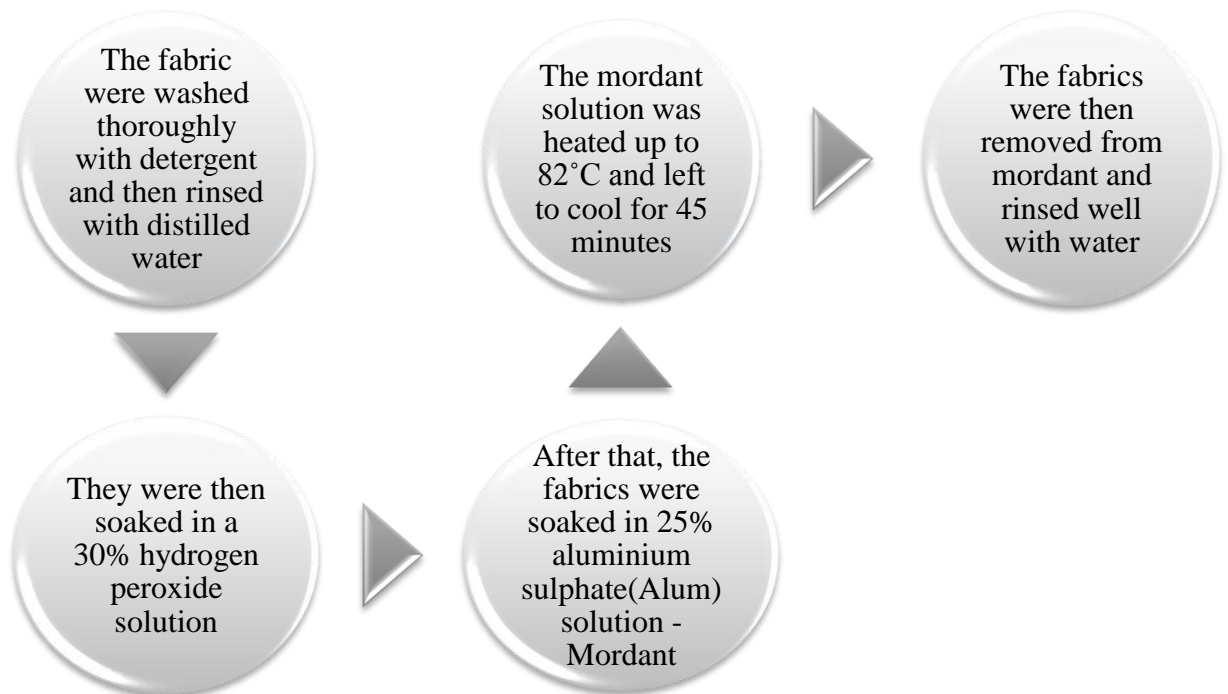 The fabric
were washed
thoroughly
with detergent
and then rinsed
with distilled
water
They were then
soaked in a
30% hydrogen
peroxide
solution
After that, the
fabrics were
soaked in 25%
aluminium
sulphate(Alum)
solution -
Mordant
The mordant
solution was
heated up to
82˚C and left
to cool for 45
minutes
The fabrics
were then
removed from
mordant and
rinsed well
with water